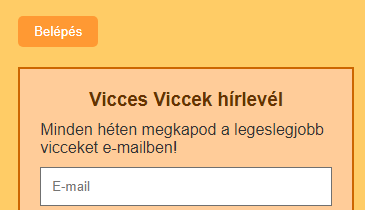 Belépés
Vicces Viccek hírlevél
Minden héten megkapod a legeslegjobb
vicceket e-mailben!
E-mail